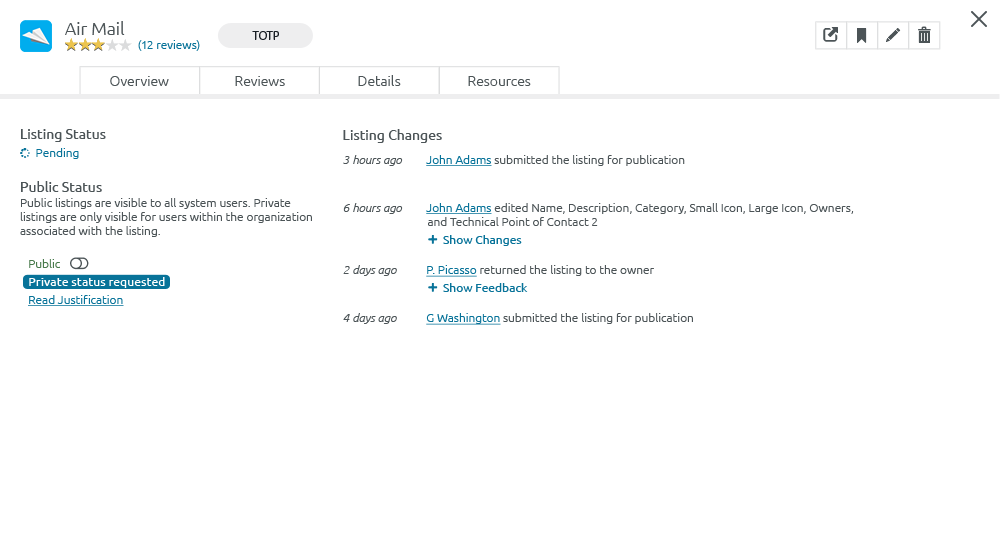 Air Mail
(12 reviews)
TOTP
Overview
Reviews
Details
Resources
Listing Status
Pending
Public Status
Public listings are visible to all system users. Private
listings are only visible for users within the organization
associated with the listing.
Public
Private status requested
Read Justification
Listing Changes
3 hours ago John Adams submitted the listing for publication
6 hours ago John Adams edited Name, Description, Category, Small Icon, Large Icon, Owners,
and Technical Point of Contact 2
+ Show Changes
2 days ago P. Picasso returned the listing to the owner
+ Show Feedback
4 days ago G Washington submitted the listing for publication